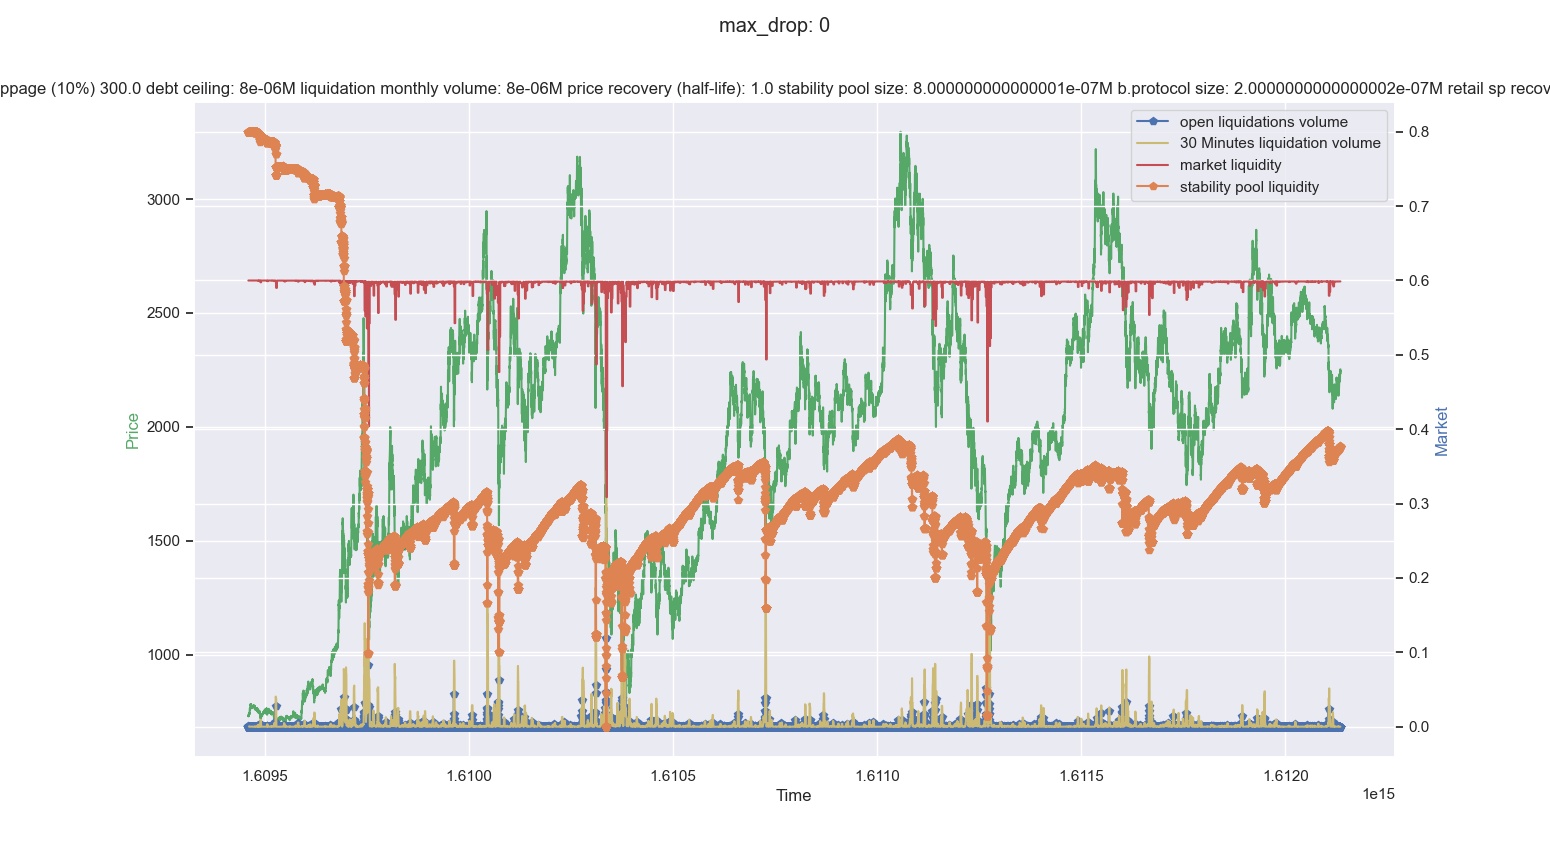 max_drop: 0
ppage (10%) 300.0 debt ceiling: 8e-06M liquidation monthly volume: 8e-06M price recovery (half-life): 1.0 stability pool size: 8.000000000000001e-07M b.protocol size: 2.0000000000000002e-07M retail sp recov
open liquidations volume
30 Minutes liquidation volume
market liquidity
stability pool liquidity
Price
3000
2500
2000
1500
1000
Market
0.8
0.7
0.6
0.5
0.4
0.3
0.2
0.1
0.0
1.6095 1.6100 1.6105 1.6110 1.6115 1.6120
Time
1e15